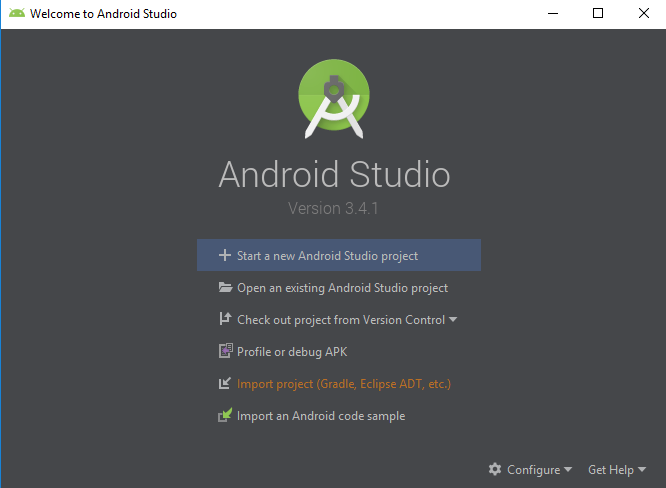 Welcome to Android Studio
Android Studio
Version 3.4.1
Start a new Android Studio project
Open an existing Android Studio project
Check out project from Version Control
Profile or debug APK
Import project (Gradle, Eclipse ADT, etc.)
Import an Android code sample
Configure Get Help